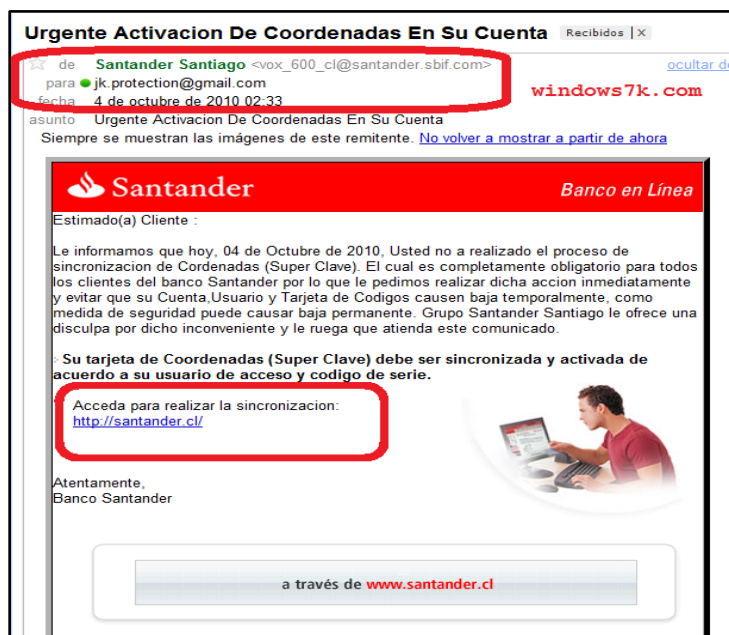 Urgente Activacion De Coordenadas En Su Cuenta Recibidos | X
de Santander Santiago <vox_600_cl@santander.sbif.com> ocultar de
para jk.protection@gmail.com
windows7k.com
fecha 4 de octubre de 2010 02:33
asunto Urgente Activacion De Coordenadas En Su Cuenta
Siempre se muestran las imágenes de este remitente. No volver a mostrar a partir de ahora
Santander Banco en Línea
Estimado(a) Cliente :
Le informamos que hoy, 04 de Octubre de 2010, Usted no a realizado el proceso de
sincronizacion de Cordenadas (Super Clave). El cual es completamente obligatorio para todos
los clientes del banco Santander por lo que le pedimos realizar dicha accion inmediatamente
y evitar que su Cuenta,Usuario y Tarjeta de Codigos causen baja temporalmente, como
medida de seguridad puede causar baja permanente. Grupo Santander Santiago le ofrece una
disculpa por dicho inconveniente y le ruega que atienda este comunicado.
Su tarjeta de Coordenadas (Super Clave) debe ser sincronizada y activada de
acuerdo a su usuario de acceso y codigo de serie.
Acceda para realizar la sincronizacion:
http://santander.cl/
Atentamente,
Banco Santander
a través de www.santander.cl